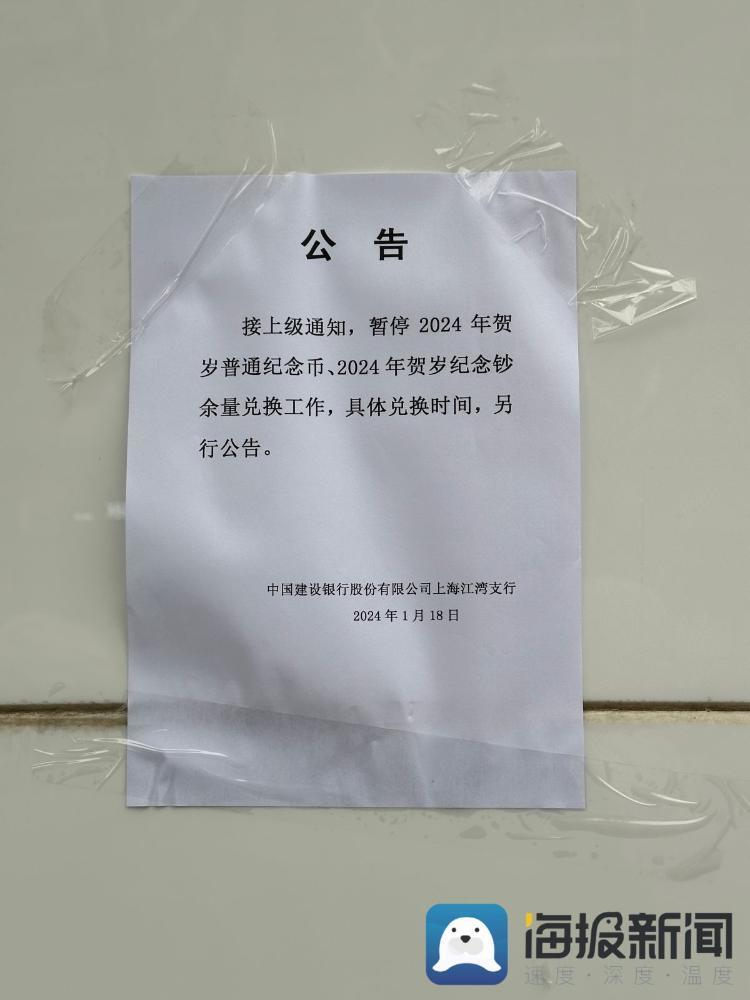 公 告
接上级通知，暂停 2024 年贺
岁普通纪念币、2024 年贺岁纪念钞
余量兑换工作，具体兑换时间，另
行公告。
中国建设银行股份有限公司上海江湾支行
2024 年 1 月 18 日
海报新闻
速度·深度·温度